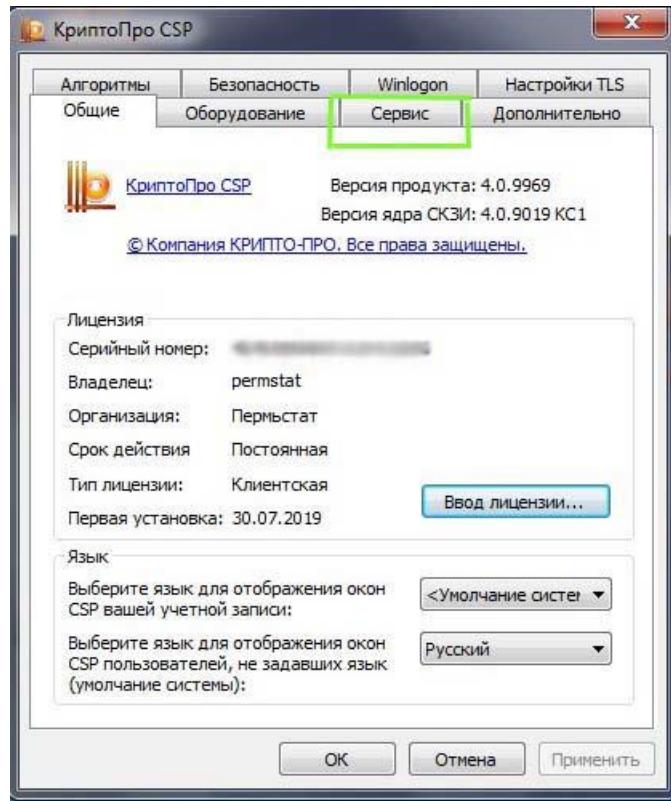 КриптоПро CSP
Алгоритмы Безопасность Winlogon Настройки TLS
Общие Оборудование Сервис Дополнительно
КриптоПро CSP Версия продукта: 4.0.9969
Версия ядра СКЗИ: 4.0.9019 КС1
© Компания КРИПТО-ПРО. Все права защищены.
Лицензия
Серийный номер:
Владелец: permstat
Организация: Пермьстат
Срок действия Постоянная
Тип лицензии: Клиентская
Ввод лицензии...
Первая установка: 30.07.2019
Язык
Выберите язык для отображения окон
CSP вашей учетной записи:
<Умолчание систем
Выберите язык для отображения окон
CSP пользователей, не задавших язык
(умолчание системы):
Русский
ОК Отмена Применить